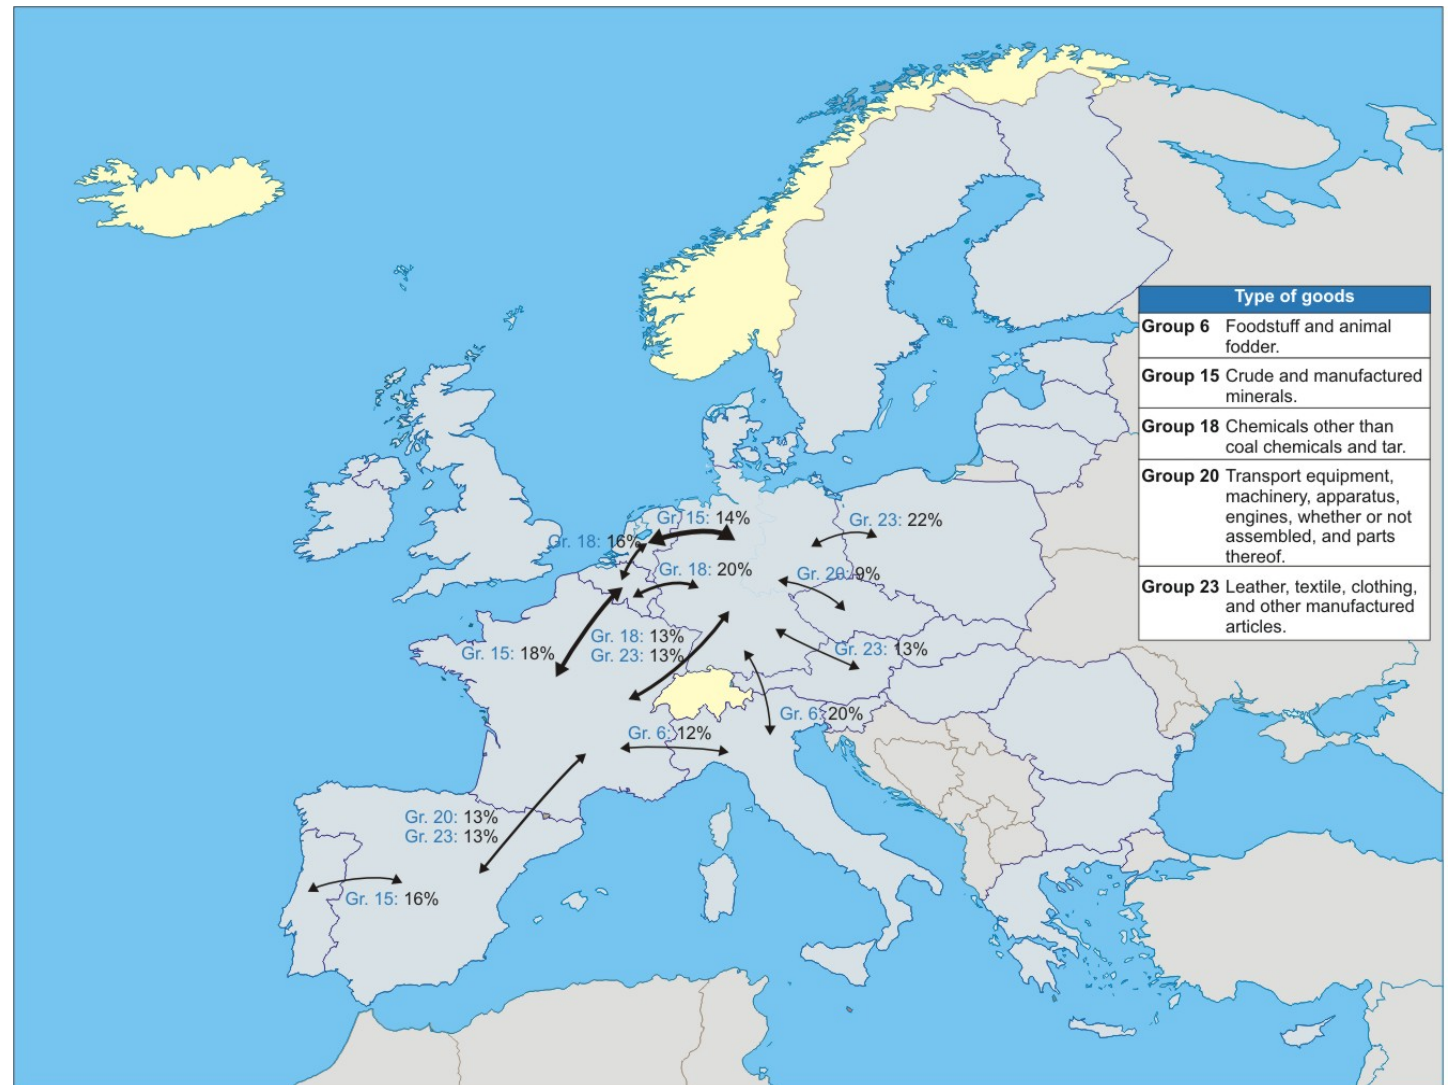 Type of goods
Group 6 Foodstuff and animal
fodder.
Group 15 Crude and manufactured
minerals.
Group 18 Chemicals other than
coal chemicals and tar.
Group 20 Transport equipment,
machinery, apparatus,
engines, whether or not
assembled, and parts
thereof.
Group 23 Leather, textile, clothing,
and other manufactured
articles.
Gr. 15: 14%
Gr. 23: 22%
Gr. 18: 16%
Gr. 18: 20%
Gr. 20: 9%
Gr. 18: 13%
Gr. 23: 13%
Gr. 15: 18%
Gr. 23: 13%
Gr. 6: 20%
Gr. 6: 12%
Gr. 20: 13%
Gr. 23: 13%
Gr. 15: 16%